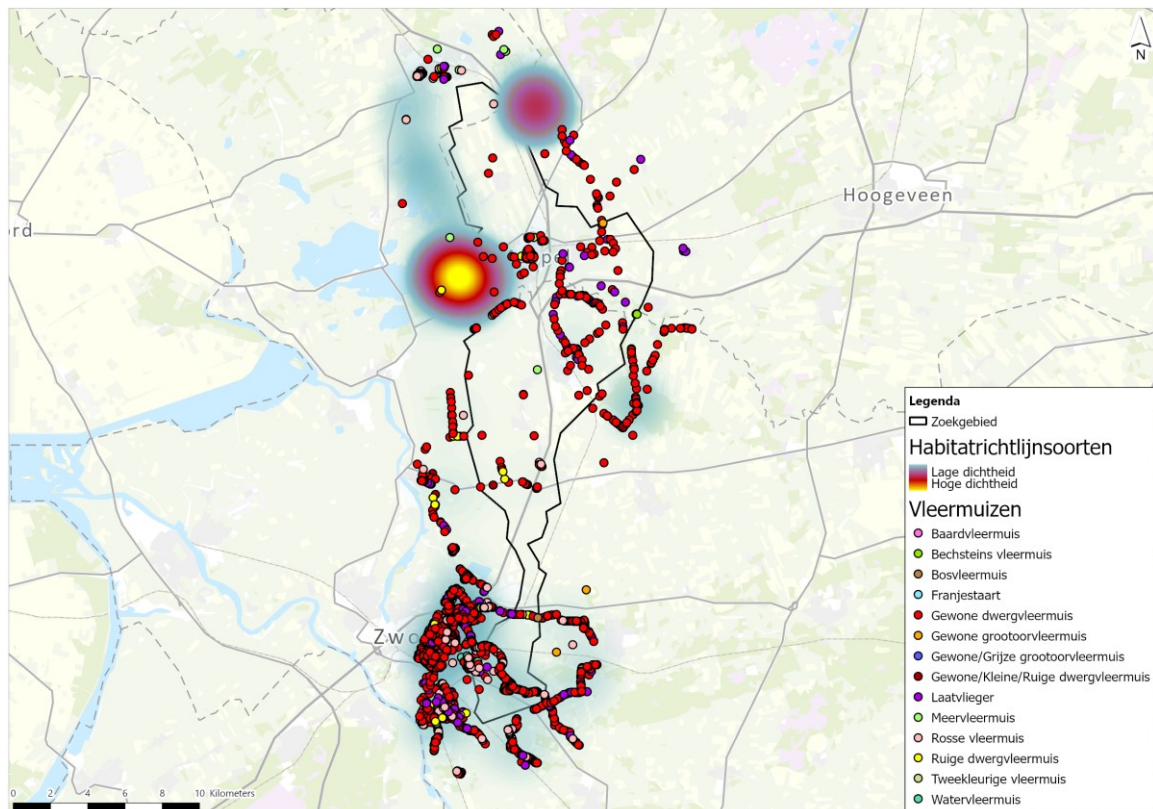 N
Hoogeveen
ord
pel
Zwo
Legenda
Zoekgebied
Habitatrichtlijnsoorten
Lage dichtheid
Hoge dichtheid
Vleermuizen
Baardvleermuis
Bechsteins vleermuis
Bosvleermuis
Franjestaart
Gewone dwergvleermuis
Gewone grootoorvleermuis
Gewone/Grijze grootoorvleermuis
Gewone/Kleine/Ruige dwergvleermuis
Laatvlieger
Meervleermuis
Rosse vleermuis
Ruige dwergvleermuis
Tweekleurige vleermuis
Watervleermuis
0 2 4 6 8 10 Kilometers